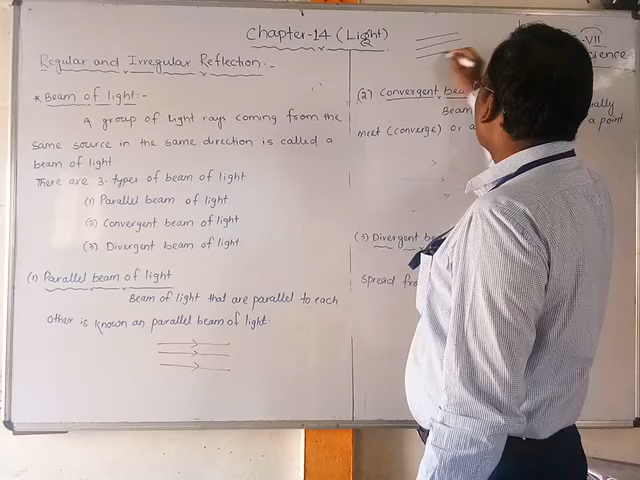 Chapter-14 (Light)
Regular and Irregular Reflection:-
* Beam of light:-
A group of light rays coming from the
same source in the same direction is called a
beam of light.
There are 3-types of beam of light
(1) Parallel beam of light
(2) Convergent beam of light
(3) Divergent beam of light
(1) Parallel beam of light
Beam of light that are parallel to each
other is known an parallel beam of light.
VII
science
(2) Convergent bea
Beam
meet (converge) or a
a point
(3) Divergent be
spread fro